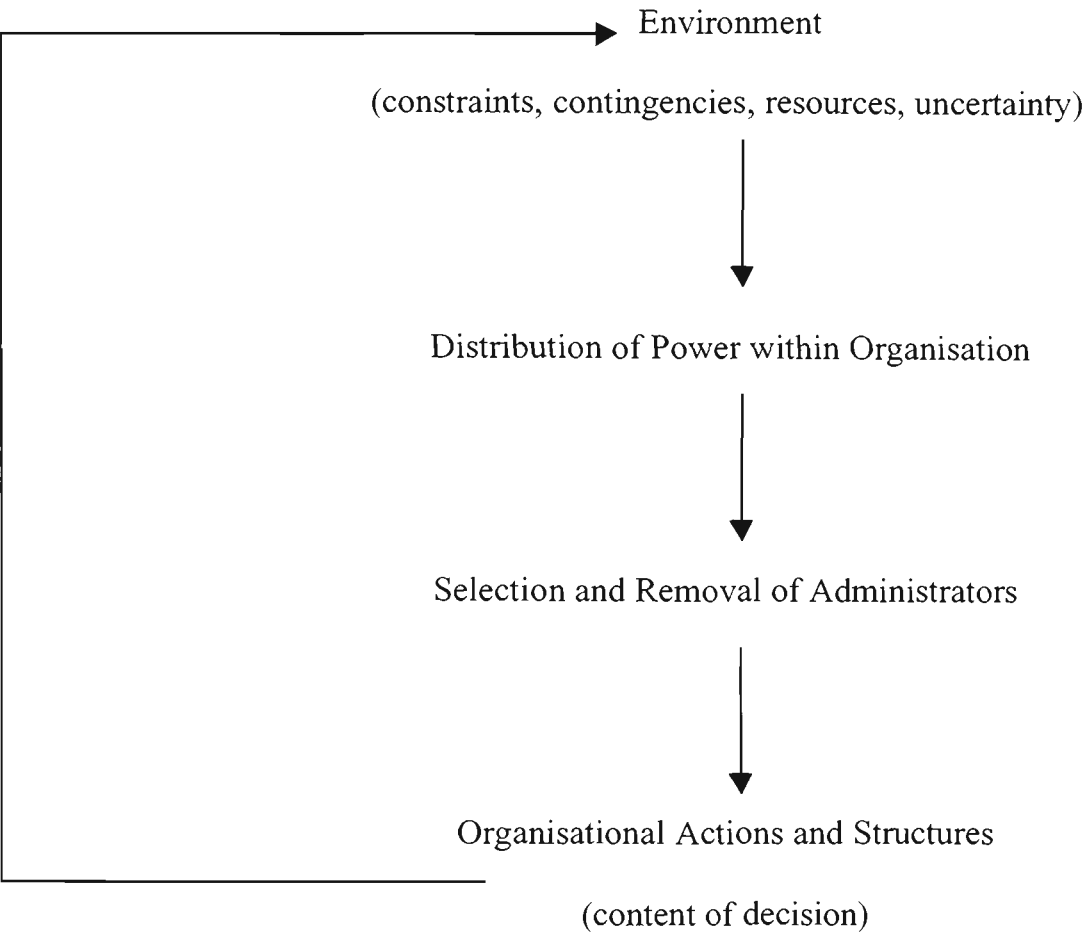 Environment
(constraints, contingencies, resources, uncertainty)
Distribution of Power within Organisation
Selection and Removal of Administrators
Organisational Actions and Structures
(content of decision)